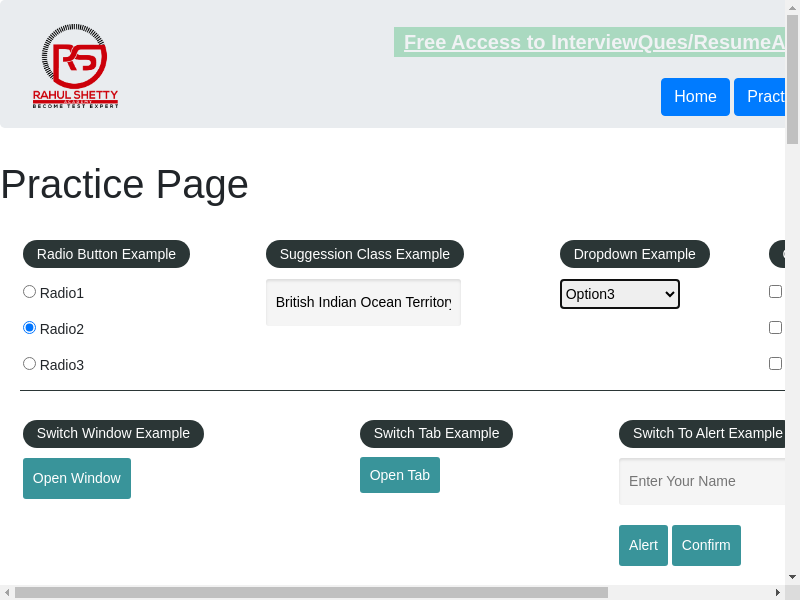 Free Access to InterviewQues/ResumeA
RAHUL SHETTY
ACADEMY
BECOME TEST EXPERT
Home
Pract
Practice Page
Radio Button Example
Suggession Class Example
Dropdown Example
Radio1
British Indian Ocean Territory
Option3
Radio2
Radio3
Switch Window Example
Switch Tab Example
Switch To Alert Example
Open Window
Open Tab
Enter Your Name
Alert
Confirm